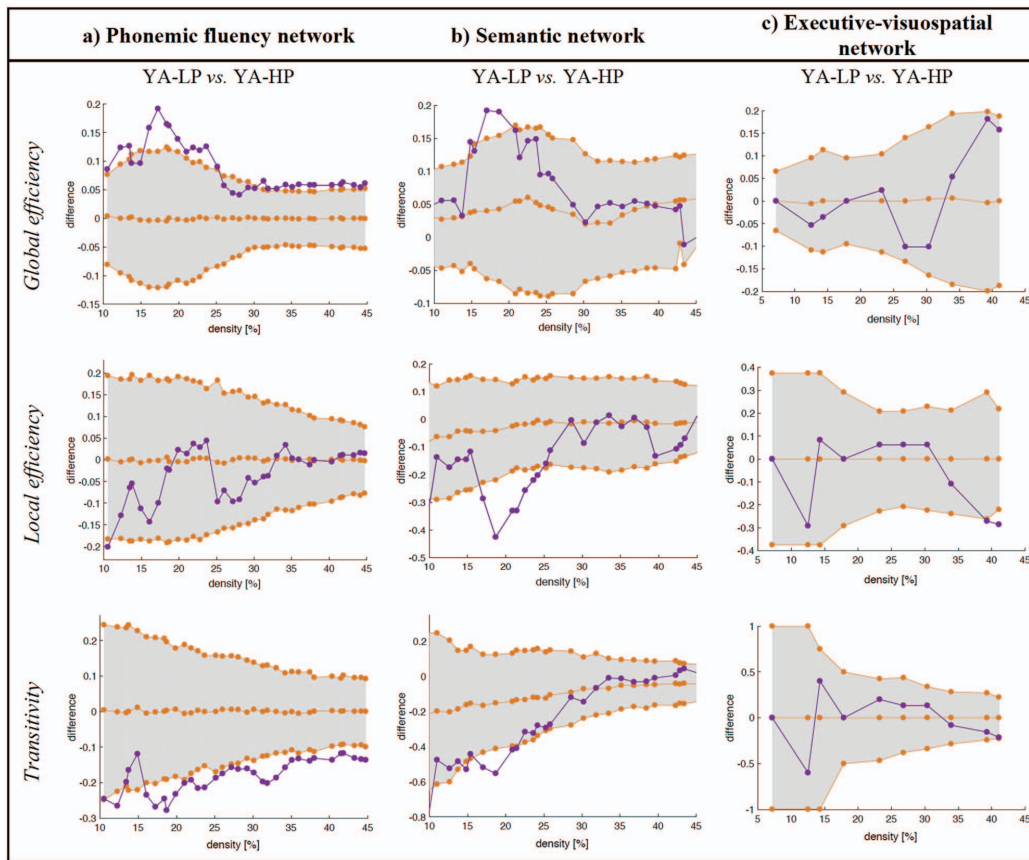 a) Phonemic fluency network
b) Semantic network
c) Executive-visuospatial
network
YA-LP vs. YA-HP
YA-LP vs. YA-HP
YA-LP vs. YA-HP
Global efficiency
difference
0.2
0.15
0.1
0.05
0
-0.05
-0.1
-0.15
10 15 20 25 30 35 40 45
density [%]
difference
0.2
0.15
0.1
0.05
0
-0.05
-0.1
10 15 20 25 30 35 40 45
density [%]
difference
0.2
0.15
0.1
0.05
0
-0.05
-0.1
-0.15
-0.2
5 10 15 20 25 30 35 40 45
density [%]
Local efficiency
difference
0.2
0.15
0.1
0.05
0
-0.05
-0.1
-0.15
-0.2
10 15 20 25 30 35 40 45
density [%]
difference
0.2
0.1
0
-0.1
-0.2
-0.3
-0.4
-0.5
10 15 20 25 30 35 40 45
density [%]
difference
0.4
0.3
0.2
0.1
0
-0.1
-0.2
-0.3
-0.4
5 10 15 20 25 30 35 40 45
density [%]
Transitivity
difference
0.2
0.1
0
-0.1
-0.2
-0.3
10 15 20 25 30 35 40 45
density [%]
difference
0.2
0
-0.2
-0.4
-0.6
-0.8
10 15 20 25 30 35 40 45
density [%]
difference
1
0.5
0
-0.5
-1
5 10 15 20 25 30 35 40 45
density [%]